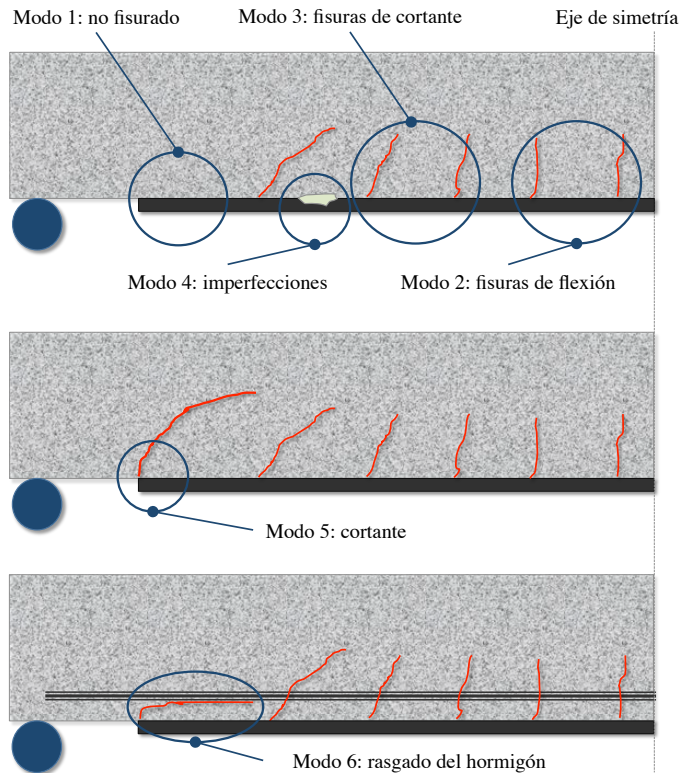 Modo 1: no fisurado
Modo 3: fisuras de cortante
Eje de simetría
Modo 4: imperfecciones
Modo 2: fisuras de flexión
Modo 5: cortante
Modo 6: rasgado del hormigón